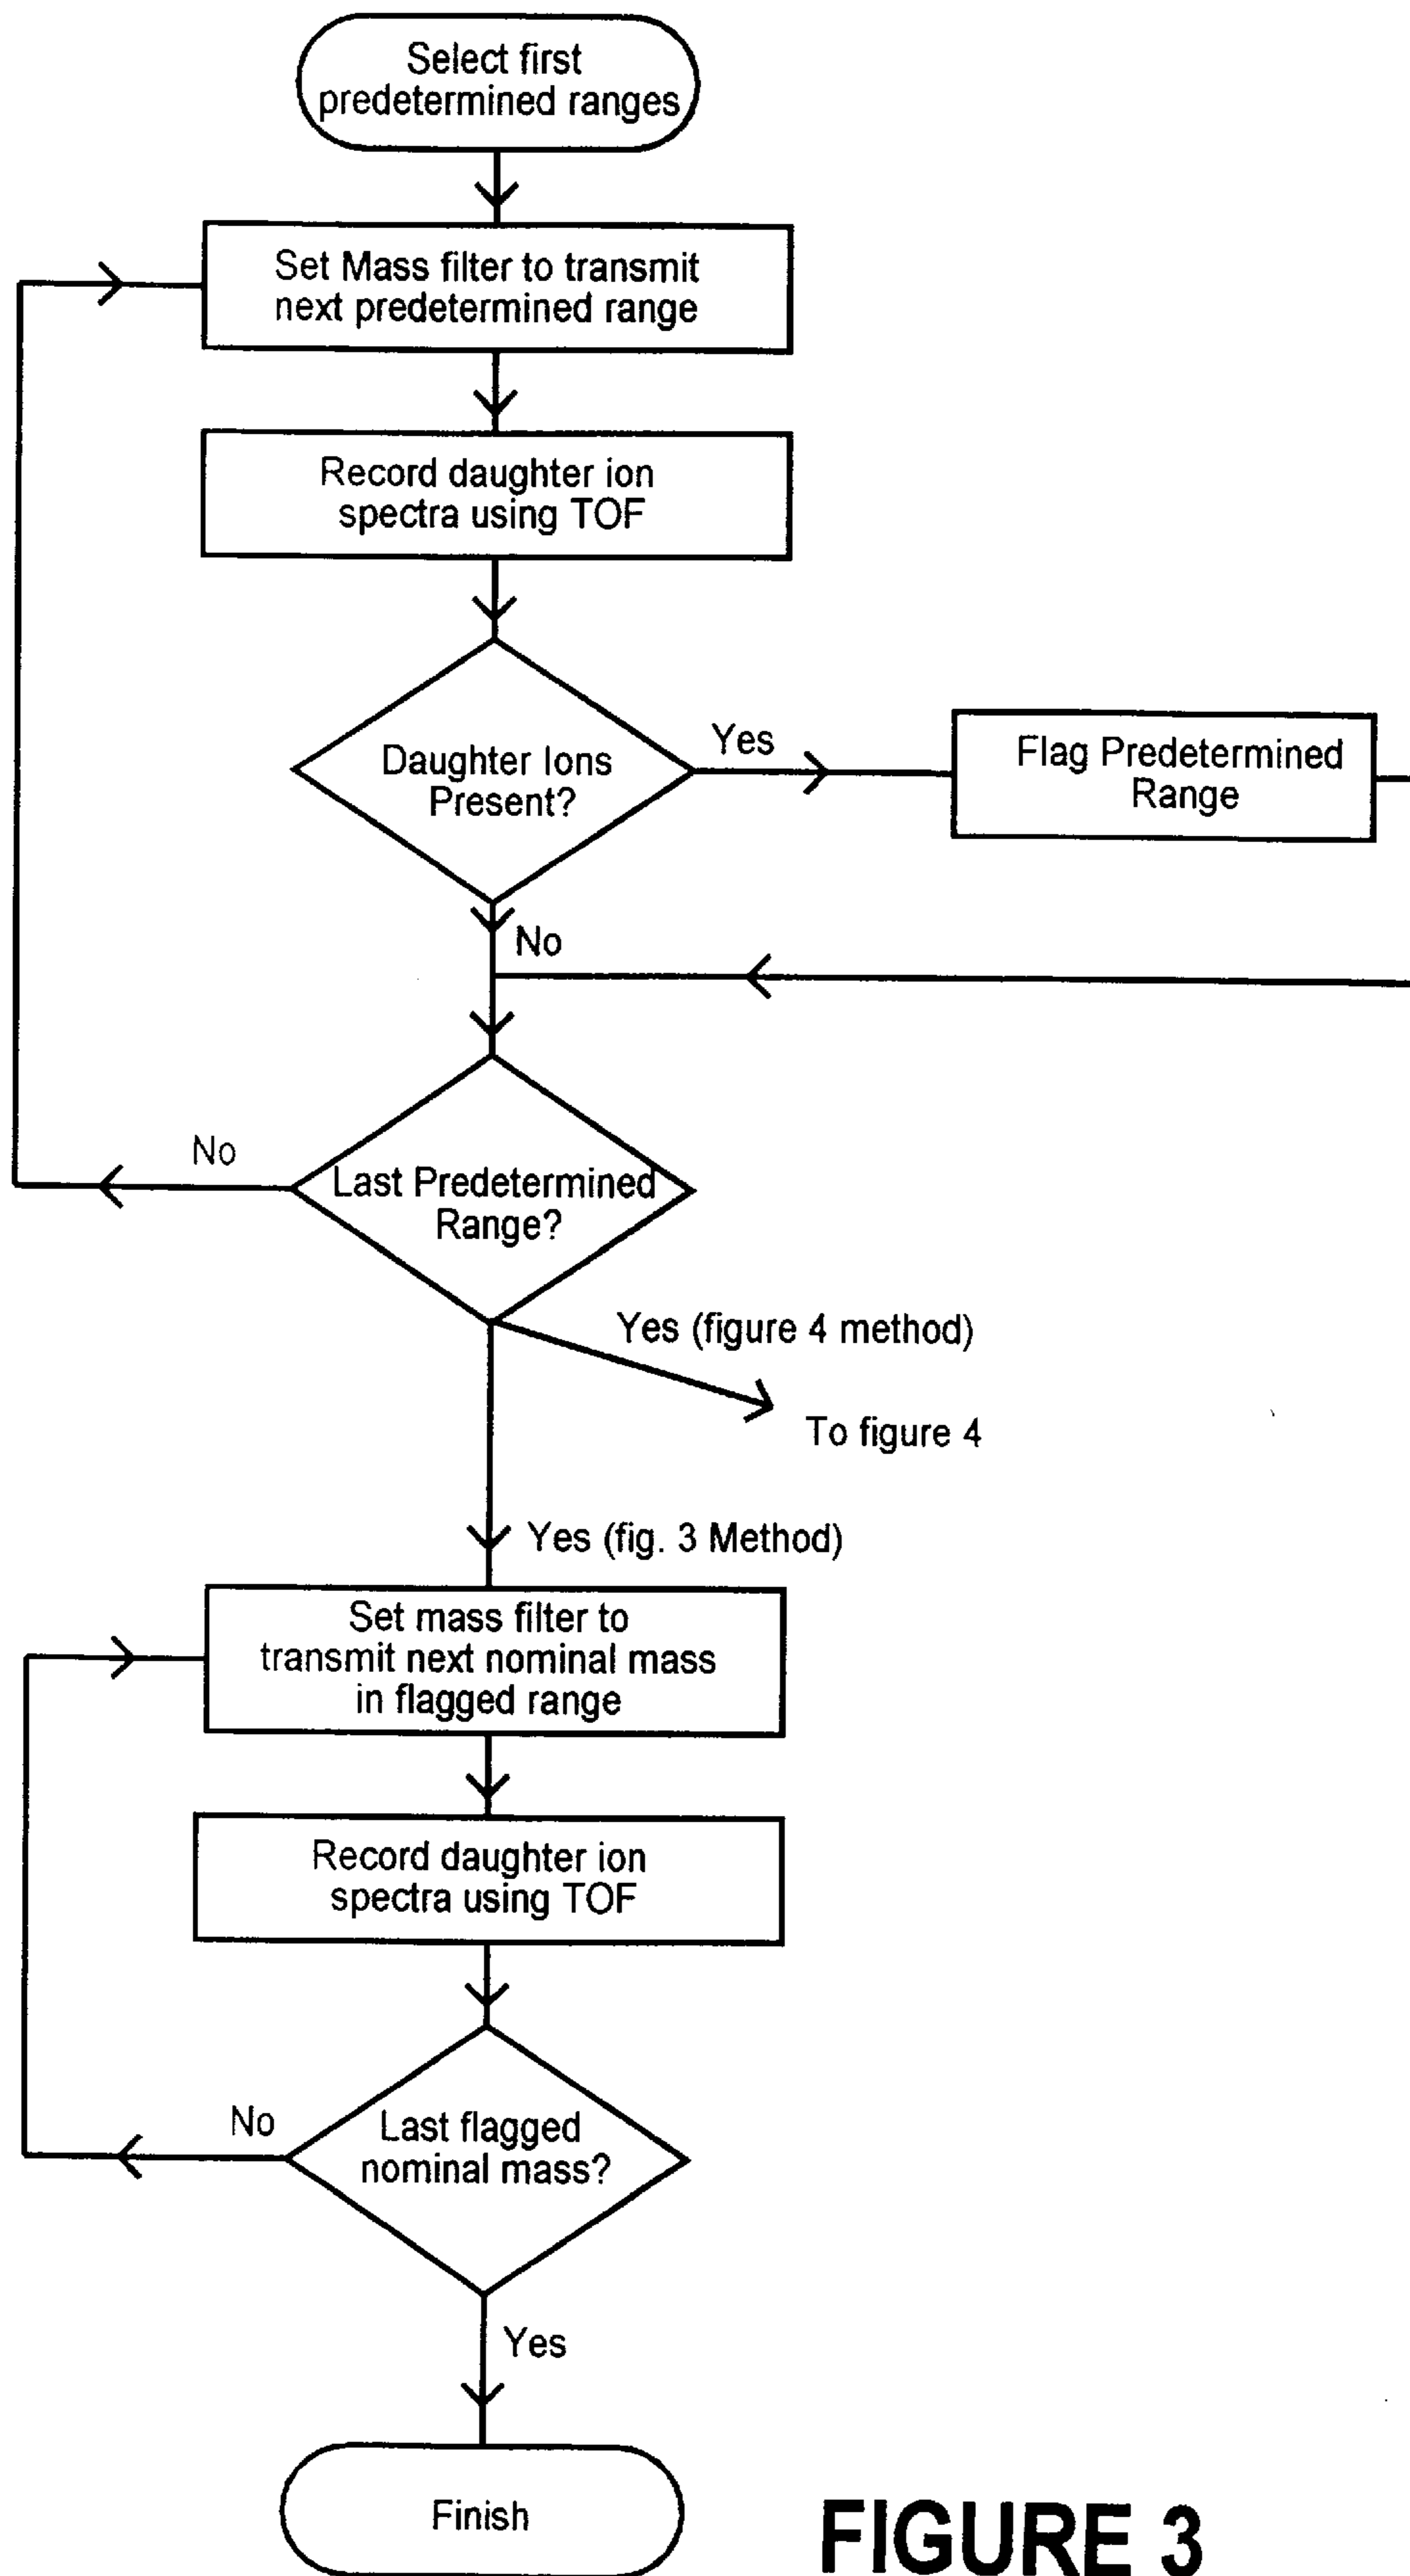 Select first
predetermined ranges
Set Mass filter to transmit
next predetermined range
Record daughter ion
spectra using TOF
Daughter Ions
Present?
Yes
Flag Predetermined
Range
No
No
Last Predetermined
Range?
Yes (figure 4 method)
To figure 4
Yes (fig. 3 Method)
Set mass filter to
transmit next nominal mass
in flagged range
Record daughter ion
spectra using TOF
No
Last flagged
nominal mass?
Yes
Finish
FIGURE 3